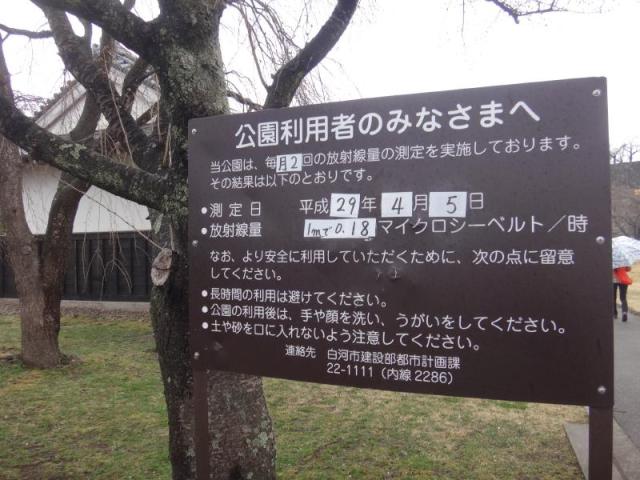 公園利用者のみなさまへ
当公園は、毎月2回の放射線量の測定を実施しております。
その結果は以下のとおりです。
•測定日 平成29年4月5日
•放射線量 1mで0.18マイクロシーベルト／時
なお、より安全に利用していただくために、次の点に留意
してください。
•長時間の利用は避けてください。
•公園の利用後は、手や顔を洗い、うがいをしてください。
•土や砂を口に入れないよう注意してください。
連絡先 白河市建設部都市計画課
22-1111（内線2286）